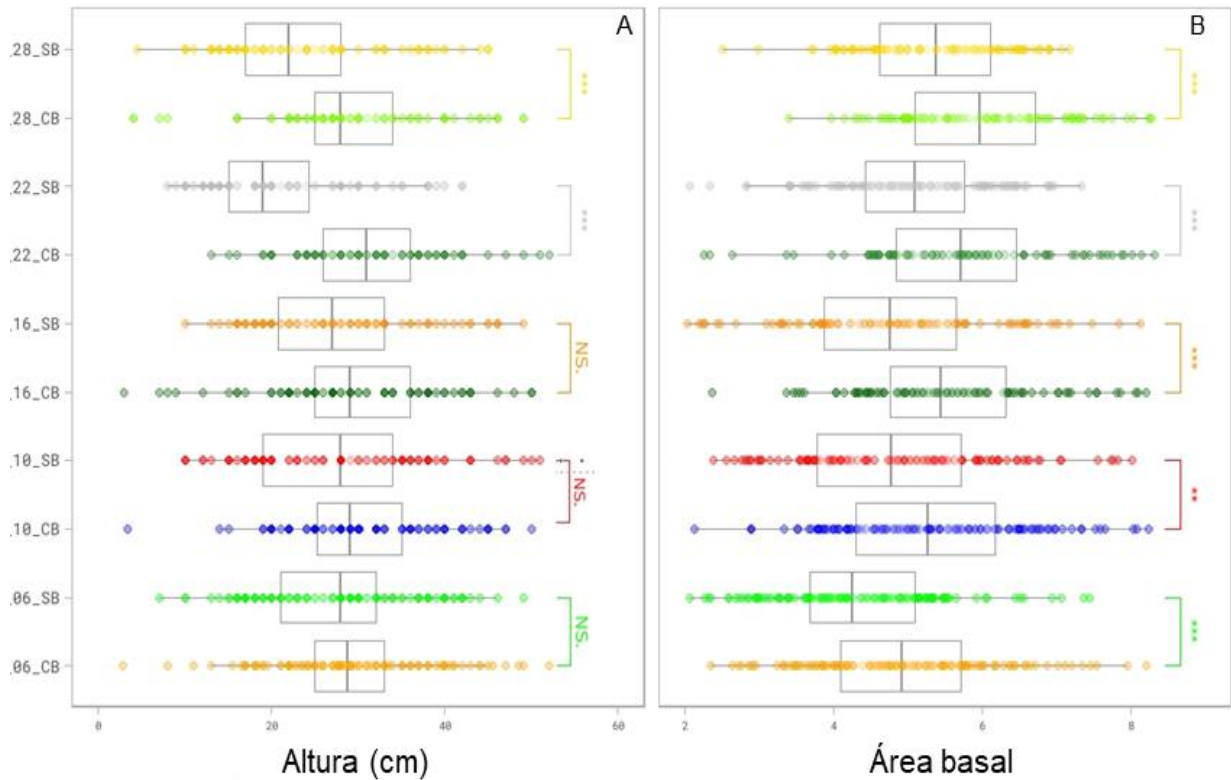 A
B
.28_SB
***
***
.28_CB
.22_SB
***
***
.22_CB
.16_SB
NS.
***
.16_CB
.10_SB
NS.
**
.10_CB
06_SB
NS.
***
06_CB
0
20
40
60
2
4
6
8
Altura (cm)
Área basal